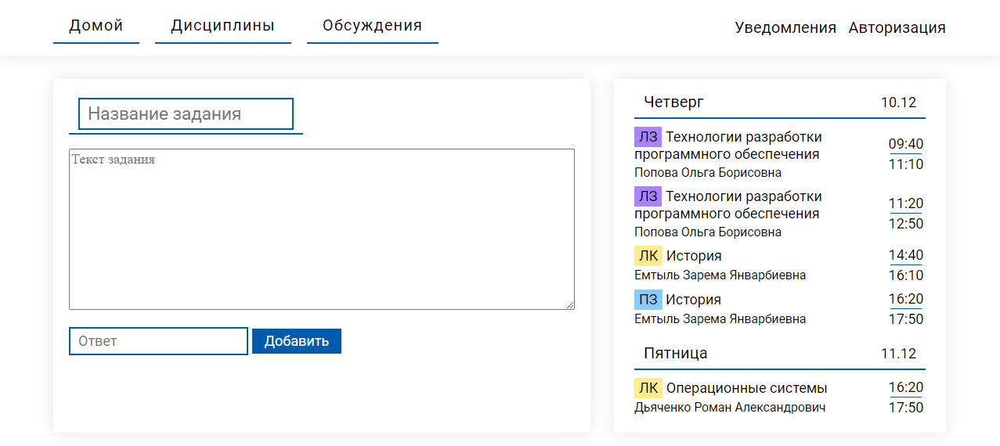 Домой Дисциплины Обсуждения Уведомления Авторизация
Название задания
Текст задания
Ответ Добавить
Четверг 10.12
ЛЗ Технологии разработки
программного обеспечения
Попова Ольга Борисовна
09:40
11:10
ЛЗ Технологии разработки
программного обеспечения
Попова Ольга Борисовна
11:20
12:50
ЛК История
Емтыль Зарема Январбиевна
14:40
16:10
ПЗ История
Емтыль Зарема Январбиевна
16:20
17:50
Пятница 11.12
ЛК Операционные системы
Дьяченко Роман Александрович
16:20
17:50